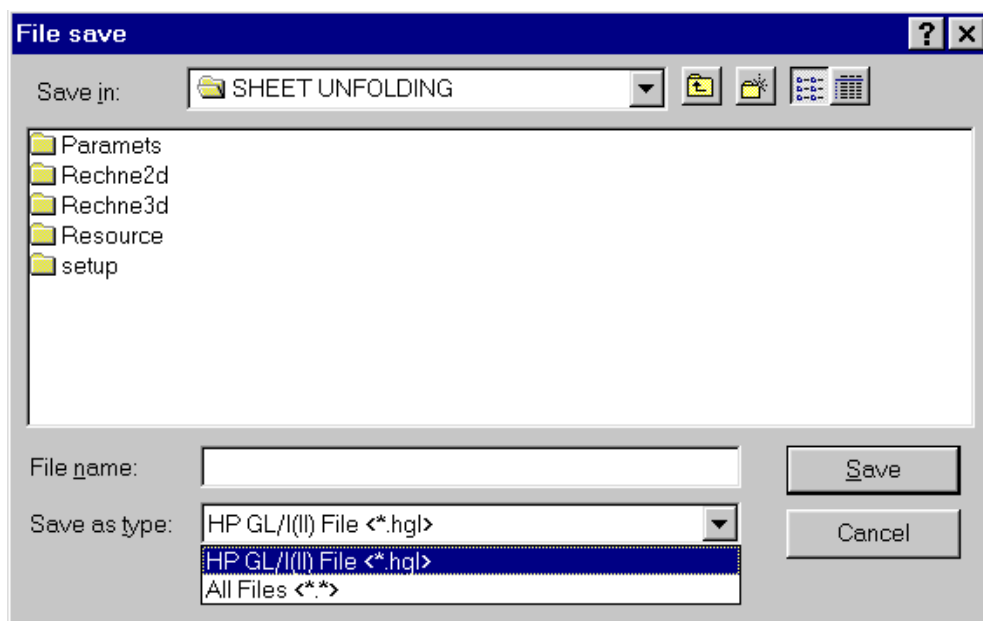 File save
Save in: SHEET UNFOLDING
Paramets
Rechne2d
Rechne3d
Resource
setup
File name: Save
Save as type: HP GL/I(II) File <*.hgl> Cancel
HP GL/I(II) File <*.hgl>
All Files <*.*>